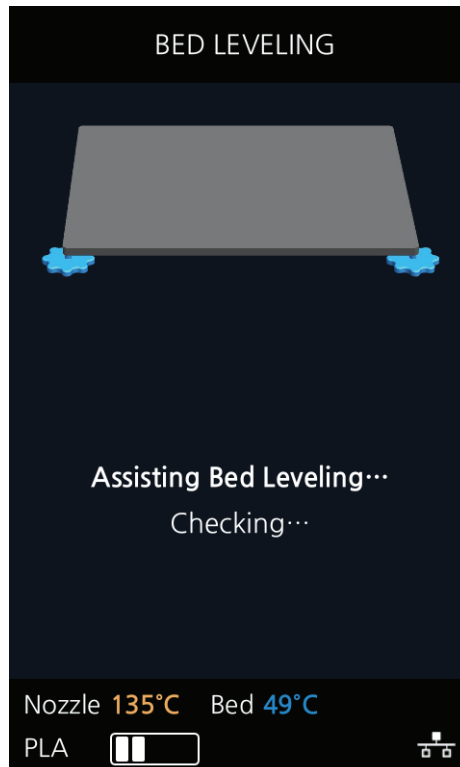 BED LEVELING
Assisting Bed Leveling⋯
Checking⋯
Nozzle 135°C Bed 49°C
PLA